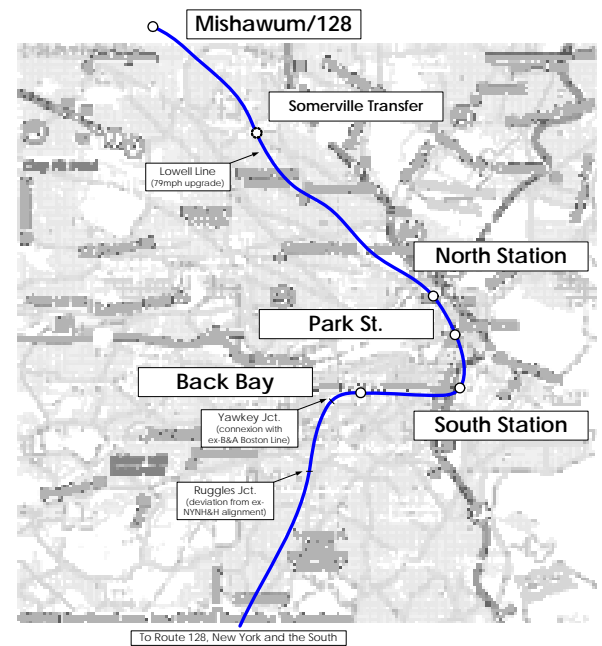 Mishawum/128
Somerville Transfer
Lowell Line
(79mph upgrade)
North Station
Park St.
Back Bay
Yawkey Jct.
(connexion with
ex-B&A Boston Line)
South Station
Ruggles Jct.
(deviation from ex-
NYNH&H alignment)
To Route 128, New York and the South